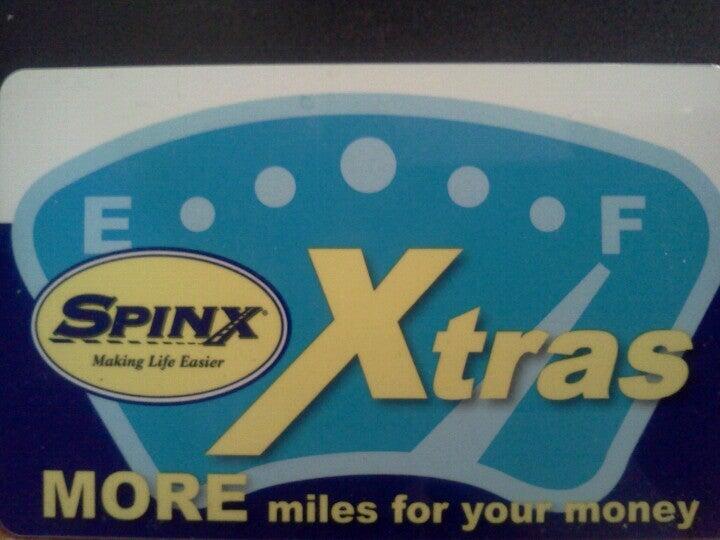 E F
SPINX®
Making Life Easier
Xtras
MORE miles for your money